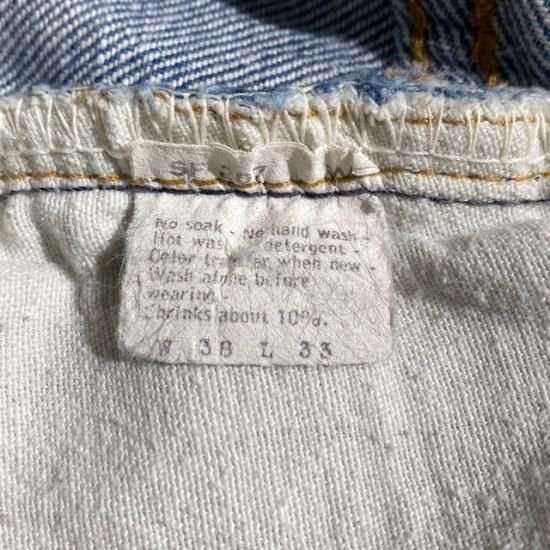 No soak - No hand wash -
Hot wash detergent -
Color when new -
Wash alone before
wearing -
Shrinks about 10%.
W 38 L 33